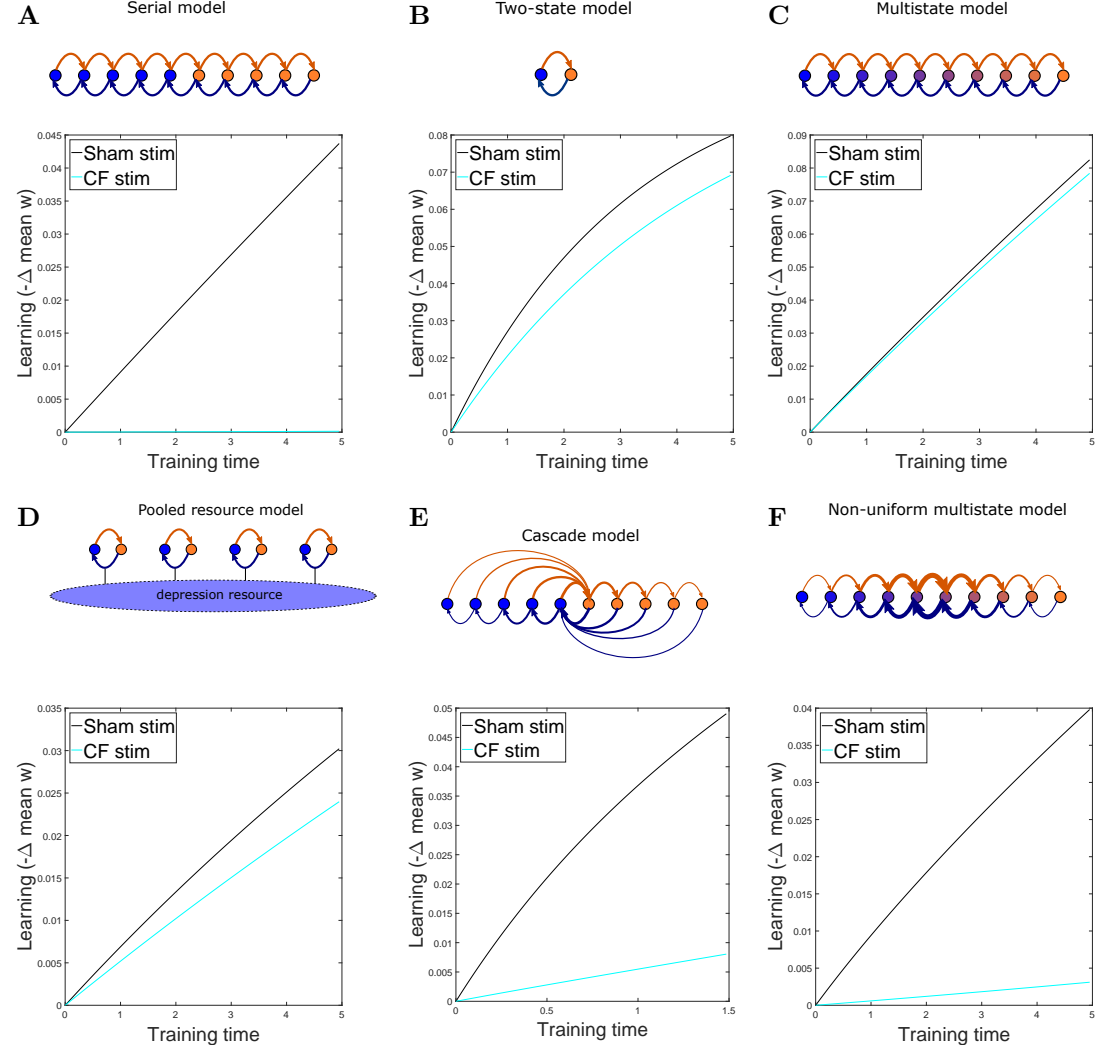 A
Serial model
B
Two-state model
C
Multistate model
Learning (-Δ mean w)
0.045
0.04
0.035
0.03
0.025
0.02
0.015
0.01
0.005
0
Sham stim
CF stim
0 1 2 3 4 5
Training time
Learning (-Δ mean w)
0.08
0.07
0.06
0.05
0.04
0.03
0.02
0.01
0
Sham stim
CF stim
0 1 2 3 4 5
Training time
Learning (-Δ mean w)
0.09
0.08
0.07
0.06
0.05
0.04
0.03
0.02
0.01
0
Sham stim
CF stim
0 1 2 3 4 5
Training time
D
Pooled resource model
depression resource
E
Cascade model
F
Non-uniform multistate model
Learning (-Δ mean w)
0.035
0.03
0.025
0.02
0.015
0.01
0.005
0
Sham stim
CF stim
0 1 2 3 4 5
Training time
Learning (-Δ mean w)
0.05
0.045
0.04
0.035
0.03
0.025
0.02
0.015
0.01
0.005
0
Sham stim
CF stim
0 0.5 1 1.5
Training time
Learning (-Δ mean w)
0.04
0.035
0.03
0.025
0.02
0.015
0.01
0.005
0
Sham stim
CF stim
0 1 2 3 4 5
Training time